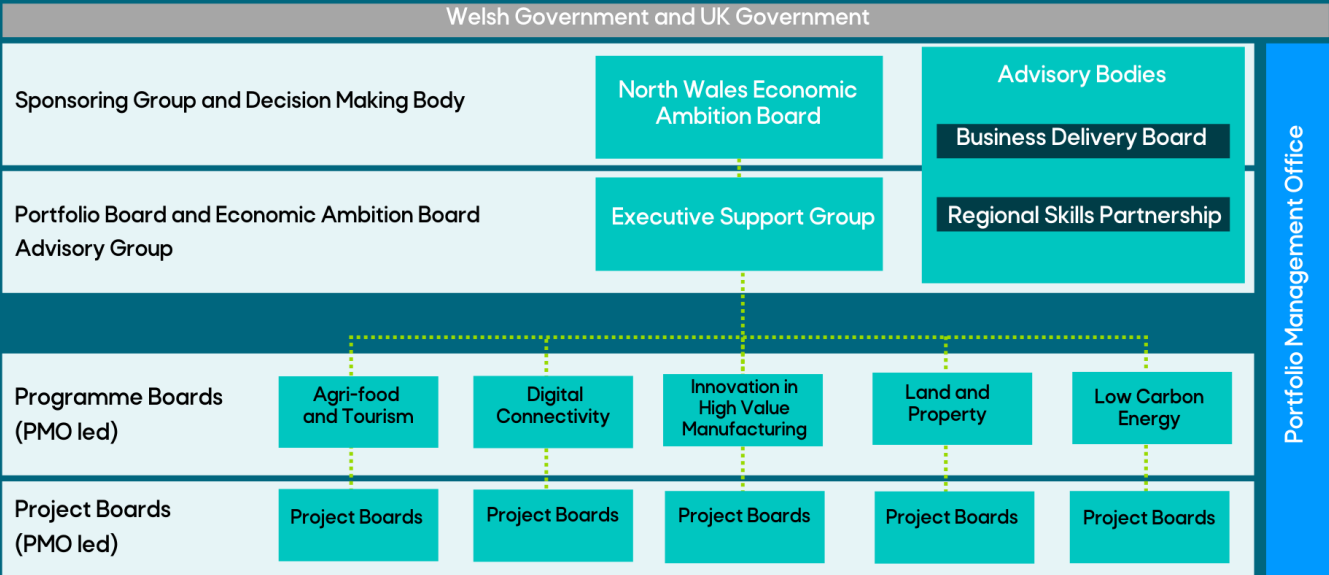 Welsh Government and UK Government
Sponsoring Group and Decision Making Body
North Wales Economic
Ambition Board
Advisory Bodies
Business Delivery Board
Regional Skills Partnership
Portfolio Board and Economic Ambition Board
Advisory Group
Executive Support Group
Portfolio Management Office
Programme Boards
(PMO led)
Agri-food
and Tourism
Digital
Connectivity
Innovation in
High Value
Manufacturing
Land and
Property
Low Carbon
Energy
Project Boards
(PMO led)
Project Boards
Project Boards
Project Boards
Project Boards
Project Boards